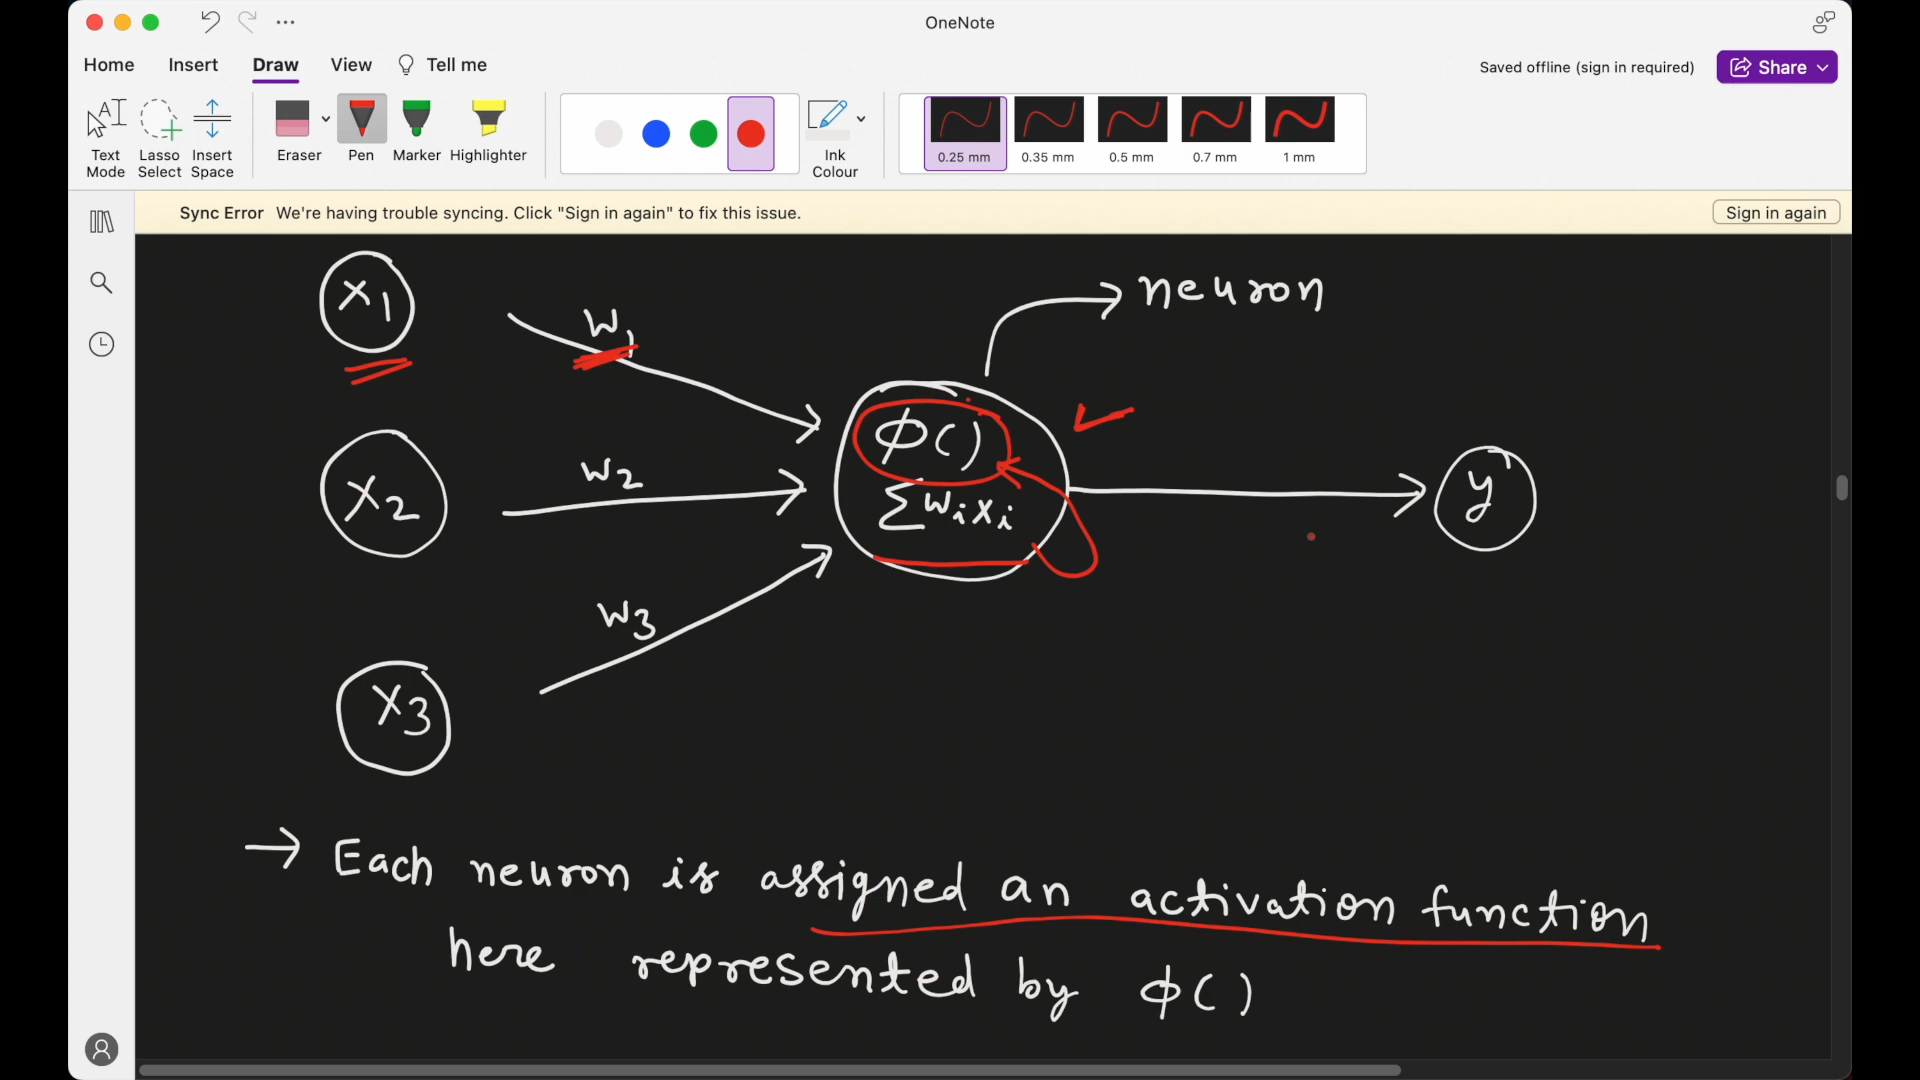 OneNote
Home Insert Draw View Tell me
Saved offline (sign in required)
Share
Text Mode
Lasso Select
Insert Space
Eraser
Pen
Marker
Highlighter
Ink Colour
0.25 mm
0.35 mm
0.5 mm
0.7 mm
1 mm
Sync Error We're having trouble syncing. Click "Sign in again" to fix this issue.
Sign in again
x1
w1
neuron
ϕ()
x2
w2
∑wixi
y
w3
x3
→ Each neuron is assigned an activation function
here represented by ϕ()